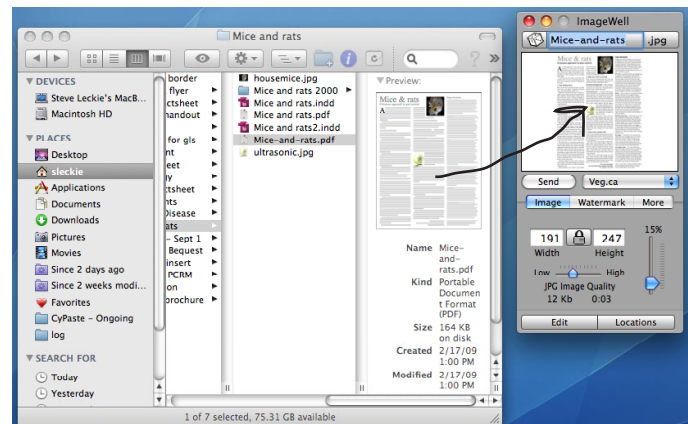 Mice and rats
DEVICES
Steve Leckie's MacB...
Macintosh HD
PLACES
Desktop
sleckie
Applications
Documents
Downloads
Pictures
Movies
Since 2 days ago
Since 2 weeks modi...
Favorites
CyPaste - Ongoing
log
SEARCH FOR
Today
Yesterday
border
flyer
ctsheet
handout
for gls
nt
eet
gy
tsheet
nts
Disease
ats
- Sept 1
Bequest
insert
PCRM
on
brochure
housemice.jpg
Mice and rats 2000
Mice and rats.indd
Mice and rats.pdf
Mice and rats2.indd
Mice-and-rats.pdf
ultrasonic.jpg
Preview:
Mice & rats
Name Mice-
and-
rats.pdf
Kind Portable
Documen
t Format
(PDF)
Size 164 KB
on disk
Created 2/17/09
1:00 PM
Modified 2/17/09
1:00 PM
1 of 7 selected, 75.31 GB available
ImageWell
Mice-and-rats .jpg
Mice & rats
Send Veg.ca
Image Watermark More
191 247 15%
Width Height
Low High
JPG Image Quality
12 Kb 0:03
Edit Locations